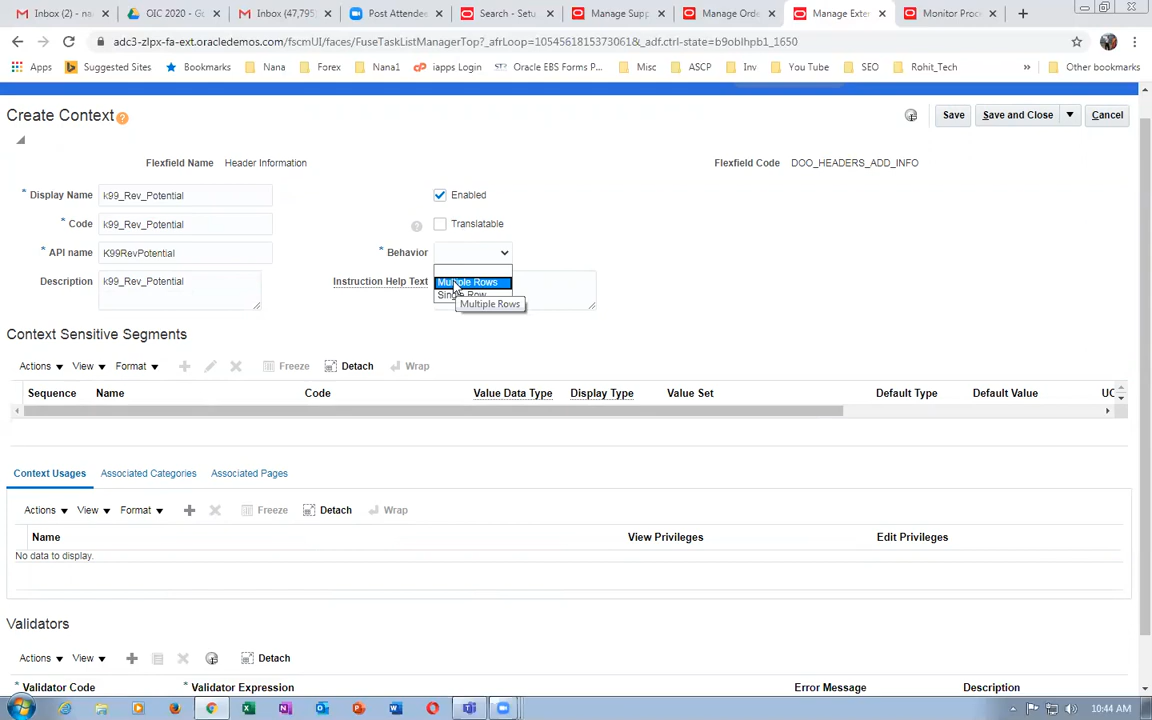 Inbox (2) - na
OIC 2020 - Go
Inbox (47,795)
Post Attendee
Search - Setu
Manage Supp
Manage Orde
Manage Exter
Monitor Proc
adc3-zlpx-fa-ext.oracledemos.com/fscmUI/faces/FuseTaskListManagerTop?_afrLoop=1054561815373061&_adf.ctrl-state=b9oblhpb1_1650
Apps Suggested Sites Bookmarks Nana Forex Nana1 iapps Login Oracle EBS Forms P... Misc ASCP Inv You Tube SEO Rohit_Tech » Other bookmarks
Create Context
Save Save and Close Cancel
Flexfield Name Header Information Flexfield Code DOO_HEADERS_ADD_INFO
* Display Name k99_Rev_Potential Enabled
* Code k99_Rev_Potential Translatable
* API name K99RevPotential * Behavior
Description k99_Rev_Potential Instruction Help Text Multiple Rows
Single Row
Multiple Rows
Context Sensitive Segments
Actions View Format Freeze Detach Wrap
Sequence Name Code Value Data Type Display Type Value Set Default Type Default Value UO
Context Usages Associated Categories Associated Pages
Actions View Format Freeze Detach Wrap
Name View Privileges Edit Privileges
No data to display.
Validators
Actions View Detach
* Validator Code * Validator Expression Error Message Description
10:44 AM